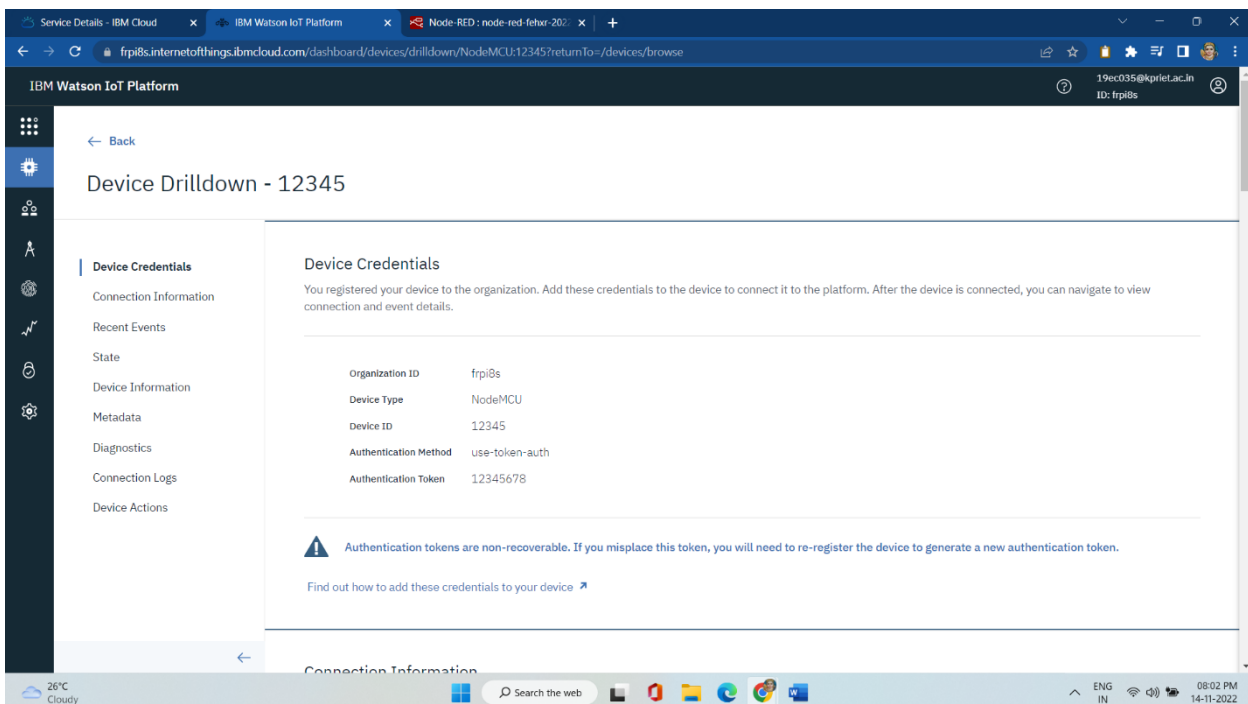 Service Details - IBM Cloud
IBM Watson IoT Platform
Node-RED : node-red-fehxr-202
frpi8s.internetofthings.ibmcloud.com/dashboard/devices/drilldown/NodeMCU:12345?returnTo=/devices/browse
IBM Watson IoT Platform
19ec035@kpriet.ac.in
ID: frpi8s
Back
Device Drilldown - 12345
Device Credentials
Connection Information
Recent Events
State
Device Information
Metadata
Diagnostics
Connection Logs
Device Actions
Device Credentials
You registered your device to the organization. Add these credentials to the device to connect it to the platform. After the device is connected, you can navigate to view
connection and event details.
Organization ID frpi8s
Device Type NodeMCU
Device ID 12345
Authentication Method use-token-auth
Authentication Token 12345678
Authentication tokens are non-recoverable. If you misplace this token, you will need to re-register the device to generate a new authentication token.
Find out how to add these credentials to your device
Connection Information
26°C
Cloudy
Search the web
ENG
IN
08:02 PM
14-11-2022